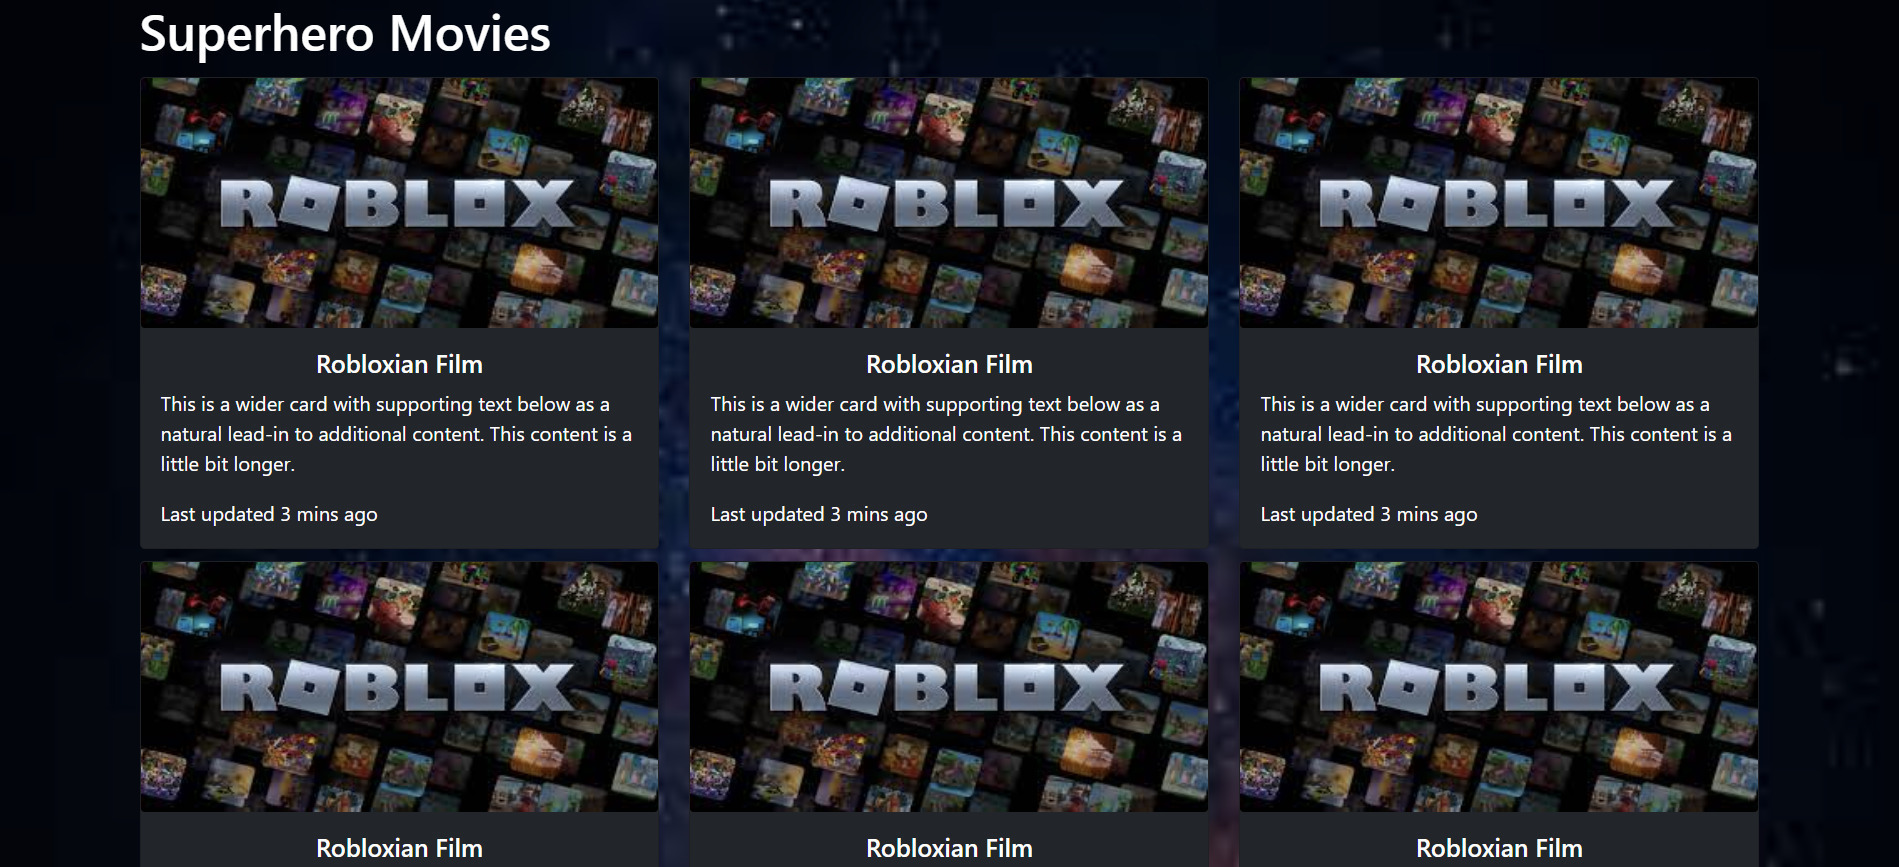 Superhero Movies
ROBLOX
ROBLOX
ROBLOX
Robloxian Film
This is a wider card with supporting text below as a
natural lead-in to additional content. This content is a
little bit longer.
Last updated 3 mins ago
Robloxian Film
This is a wider card with supporting text below as a
natural lead-in to additional content. This content is a
little bit longer.
Last updated 3 mins ago
Robloxian Film
This is a wider card with supporting text below as a
natural lead-in to additional content. This content is a
little bit longer.
Last updated 3 mins ago
ROBLOX
ROBLOX
ROBLOX
Robloxian Film
Robloxian Film
Robloxian Film